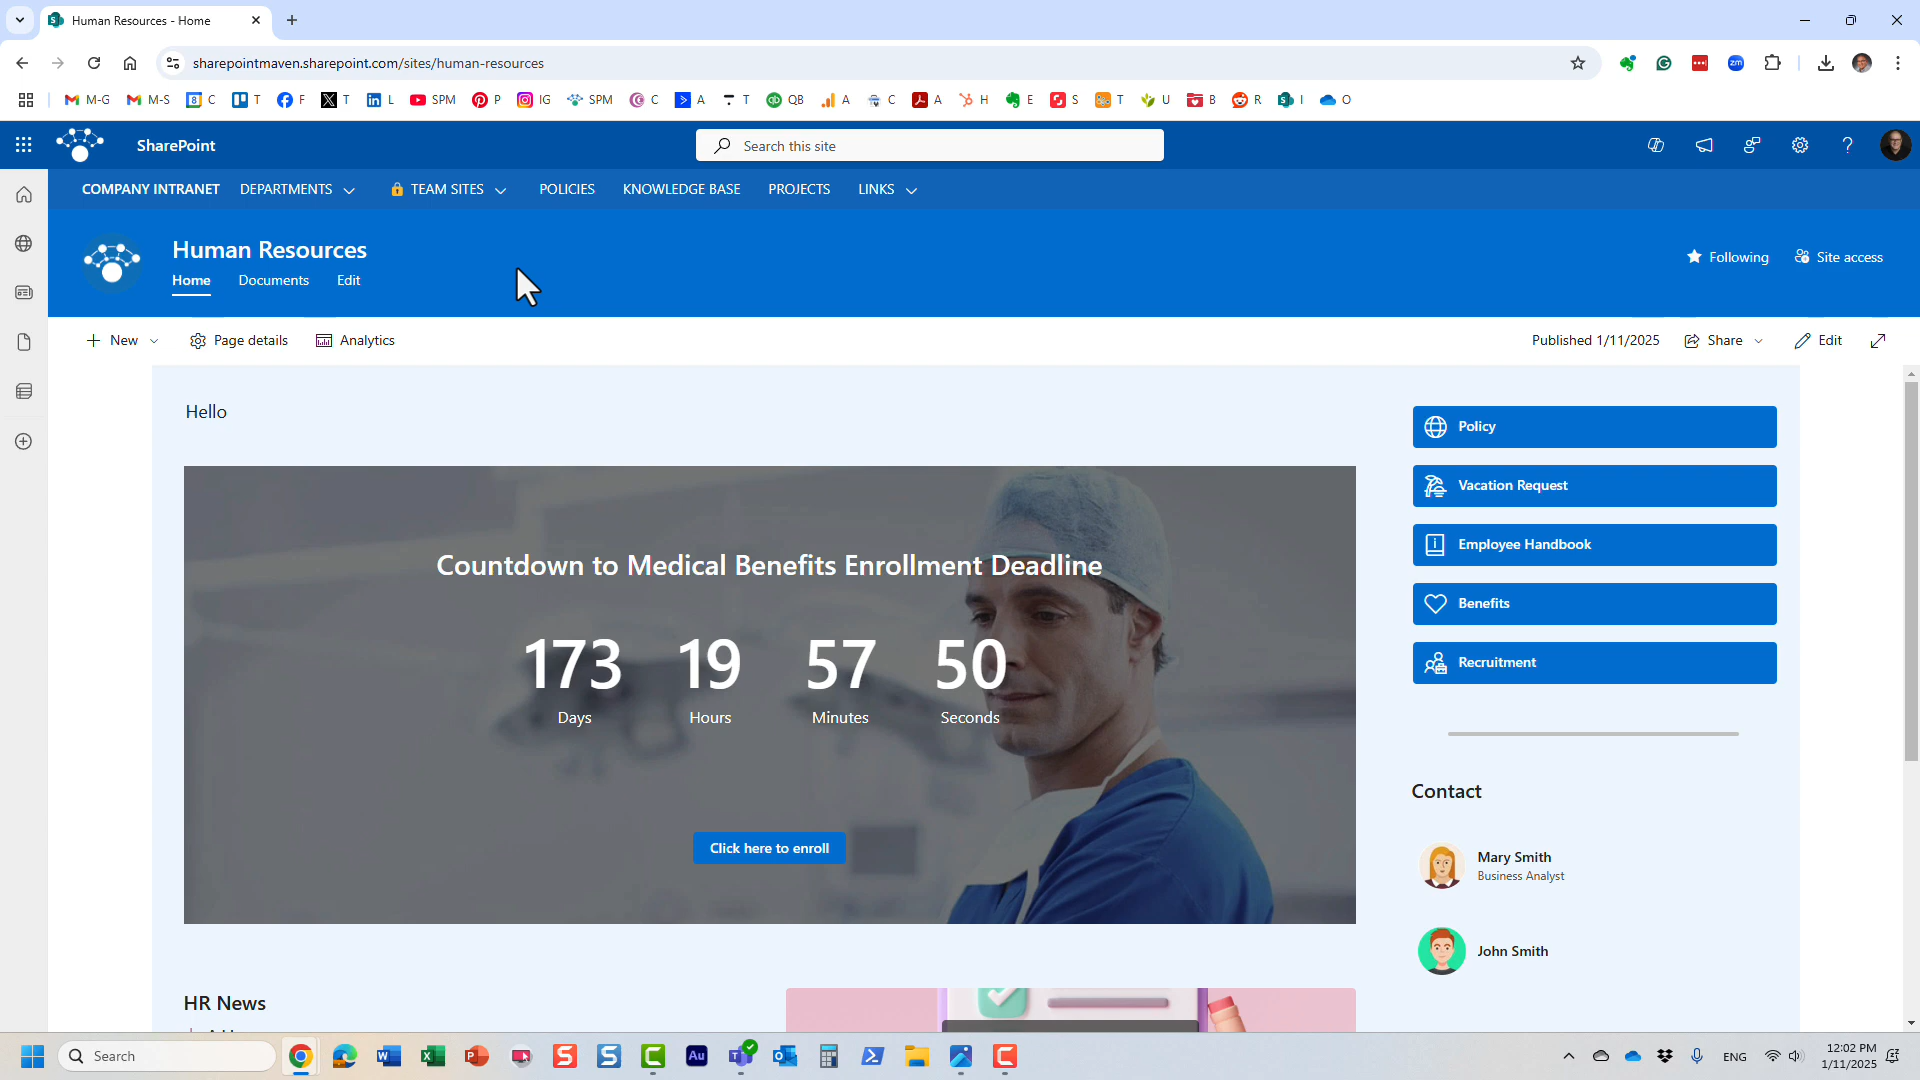 Human Resources - Home
sharepointmaven.sharepoint.com/sites/human-resources
M-G M-S C T F T L SPM P IG SPM C A T QB A C A H E S T U B R I O
SharePoint
Search this site
COMPANY INTRANET DEPARTMENTS TEAM SITES POLICIES KNOWLEDGE BASE PROJECTS LINKS
Human Resources
Home Documents Edit
Following Site access
New Page details Analytics
Published 1/11/2025 Share Edit
Hello
Countdown to Medical Benefits Enrollment Deadline
173 19 57 50
Days Hours Minutes Seconds
Click here to enroll
Policy
Vacation Request
Employee Handbook
Benefits
Recruitment
Contact
Mary Smith
Business Analyst
John Smith
HR News
Search
ENG
12:02 PM
1/11/2025